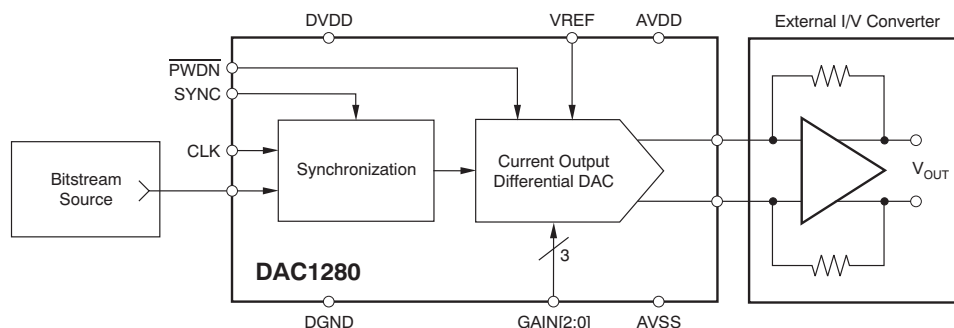 DVDD
VREF
AVDD
External I/V Converter
PWDN
SYNC
CLK
Synchronization
Current Output
Differential DAC
Bitstream
Source
VOUT
DAC1280
3
DGND
GAIN[2:0]
AVSS